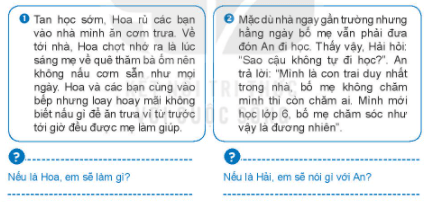 1 Tan học sớm, Hoa rủ các bạn
vào nhà mình ăn cơm trưa. Về
tới nhà, Hoa chợt nhớ ra là lúc
sáng mẹ về quê thăm bà ốm nên
không nấu cơm sẵn như mọi
ngày. Hoa và các bạn cùng vào
bếp nhưng loay hoay mãi không
biết nấu gì để ăn trưa vì từ trước
tới giờ đều được mẹ làm giúp.
?
Nếu là Hoa, em sẽ làm gì?
2 Mặc dù nhà ngay gần trường nhưng
hằng ngày bố mẹ vẫn phải đưa
đón An đi học. Thấy vậy, Hải hỏi:
"Sao cậu không tự đi học?". An
trả lời: "Mình là con trai duy nhất
trong nhà, bố mẹ không chăm
mình thì còn chăm ai. Mình mới
học lớp 6, bố mẹ chăm sóc như
vậy là đương nhiên".
?
Nếu là Hải, em sẽ nói gì với An?